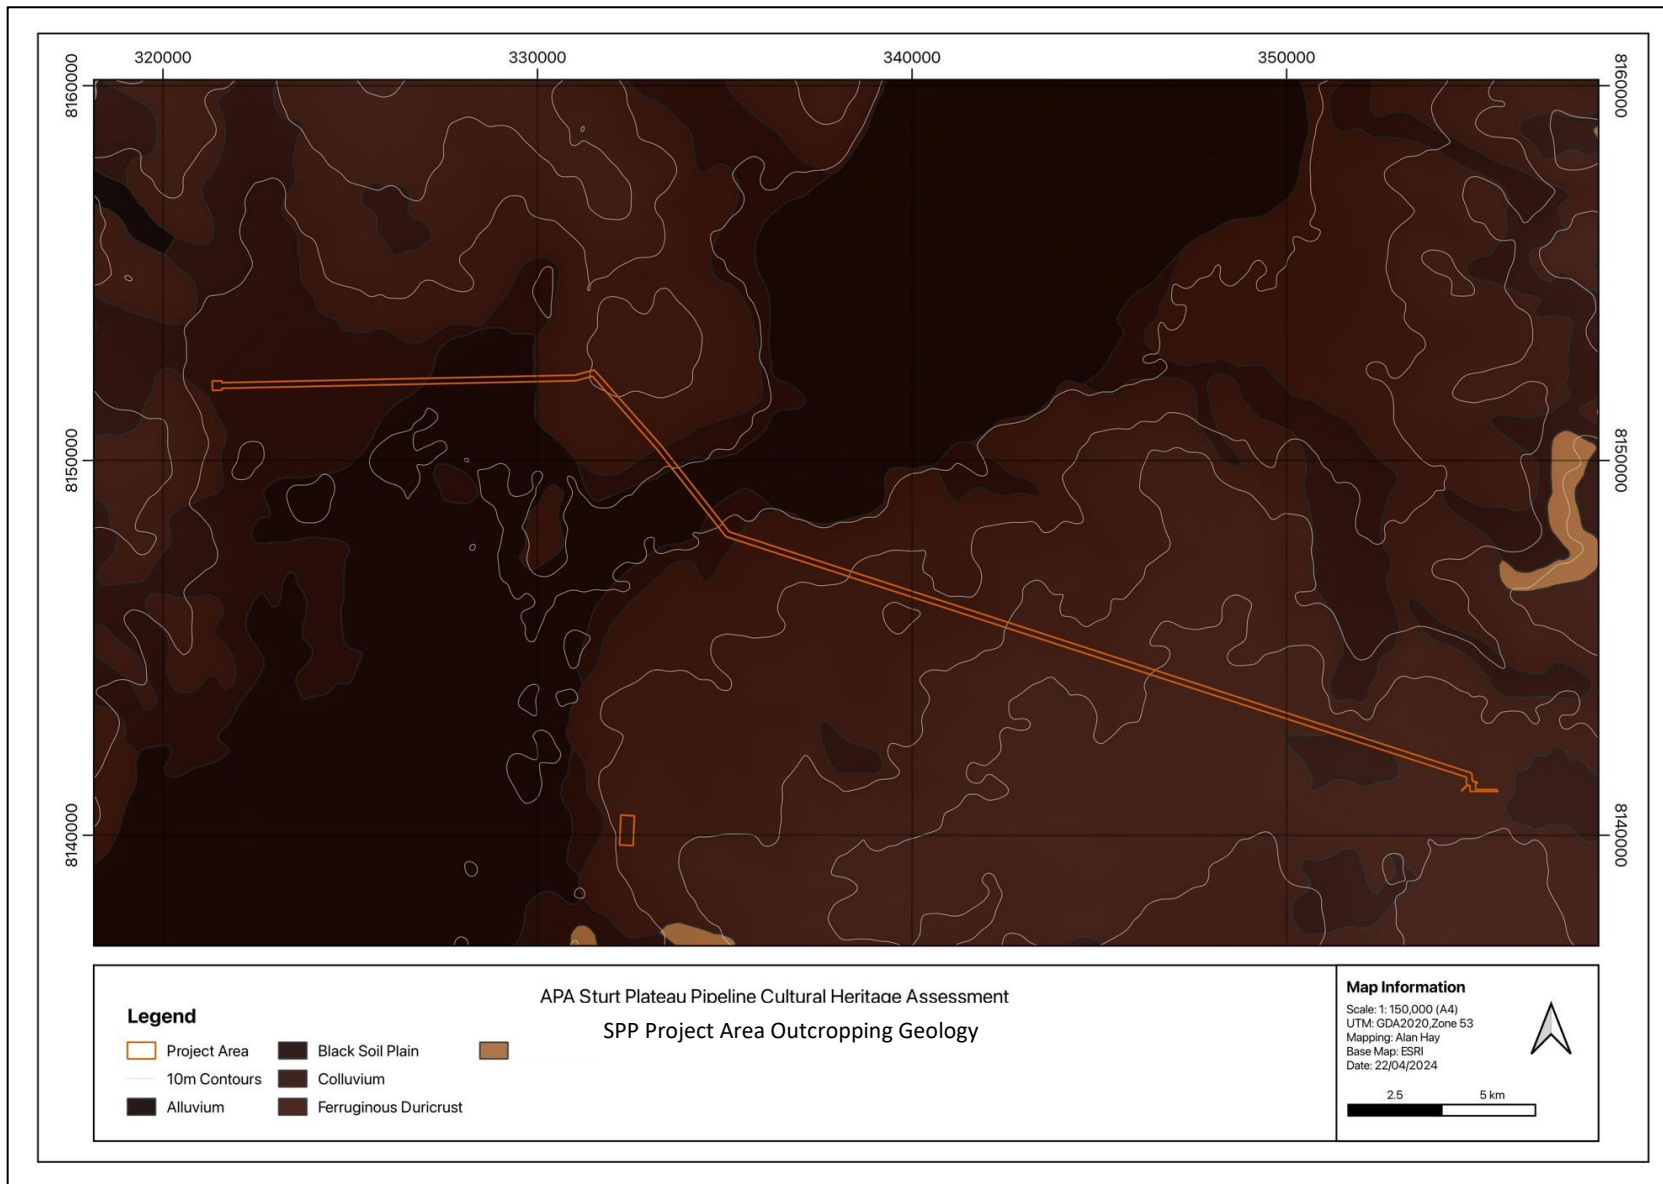 320000 330000 340000 350000
8160000 8160000
8150000 8150000
8140000 8140000
APA Sturt Plateau Pipeline Cultural Heritage Assessment
SPP Project Area Outcropping Geology
Legend
Project Area
10m Contours
Alluvium
Black Soil Plain
Colluvium
Ferruginous Duricrust
Map Information
Scale: 1: 150,000 (A4)
UTM: GDA2020,Zone 53
Mapping: Alan Hay
Base Map: ESRI
Date: 22/04/2024
2.5 5 km